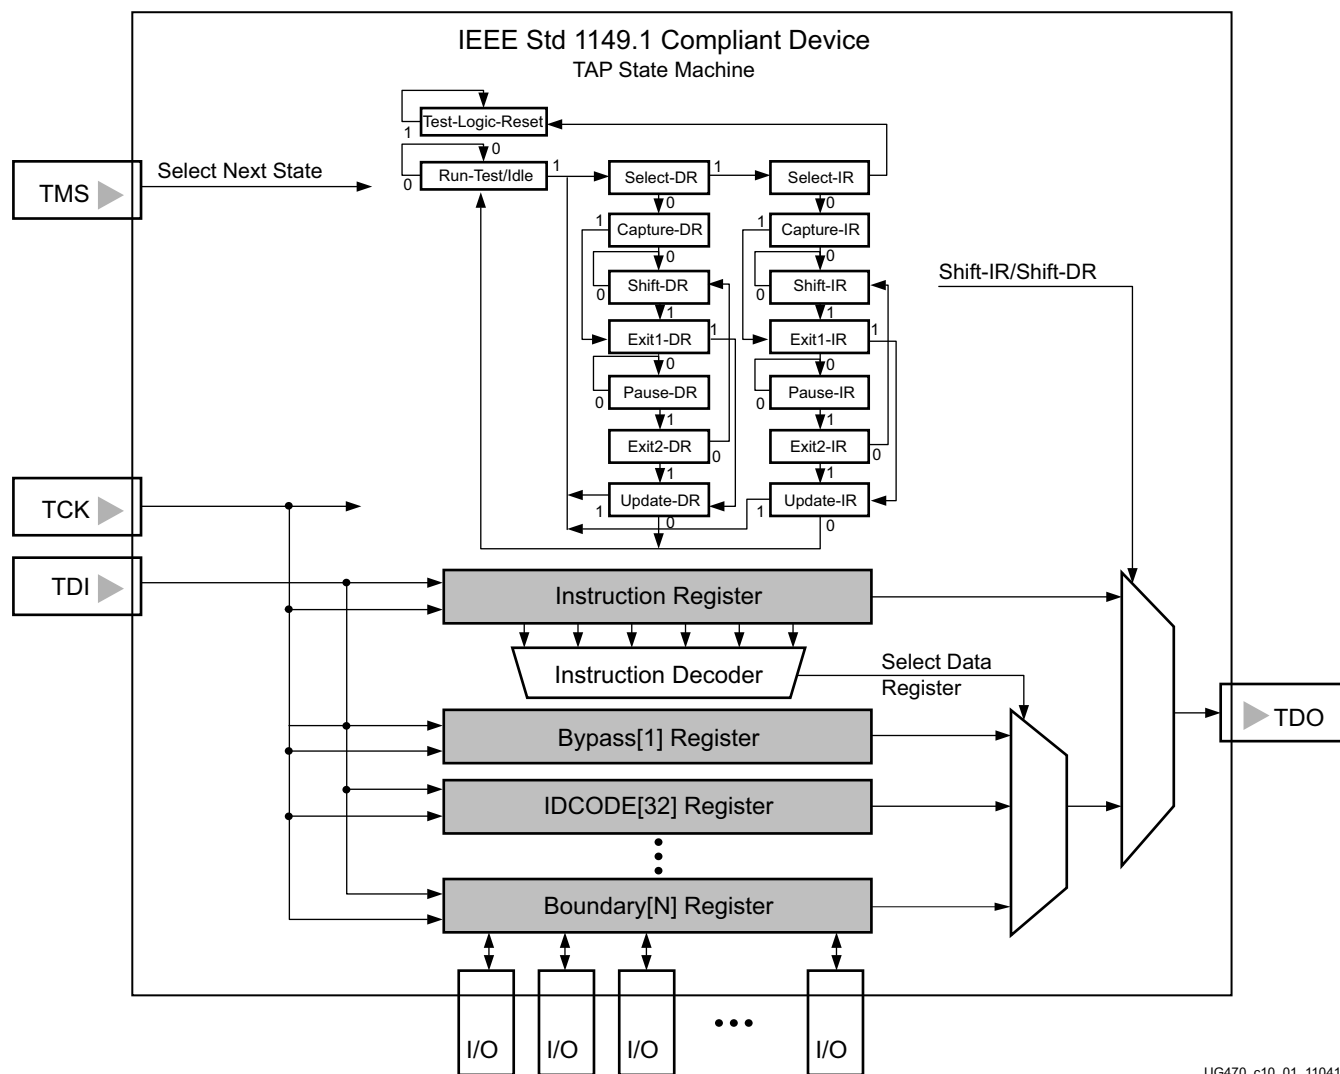 IEEE Std 1149.1 Compliant Device
TAP State Machine
Test-Logic-Reset
1
0
Run-Test/Idle
0
1
Select-DR
1
Select-IR
0
0
1
Capture-DR
1
Capture-IR
0
0
Shift-DR
0
Shift-IR
0
1
1
Exit1-DR
1
Exit1-IR
1
0
0
Pause-DR
0
Pause-IR
0
1
1
Exit2-DR
0
Exit2-IR
0
1
1
Update-DR
1
Update-IR
1
0
0
TMS
Select Next State
Shift-IR/Shift-DR
TCK
TDI
Instruction Register
Instruction Decoder
Select Data
Register
Bypass[1] Register
IDCODE[32] Register
Boundary[N] Register
TDO
I/O
I/O
I/O
I/O
UG470_c10_01_11041